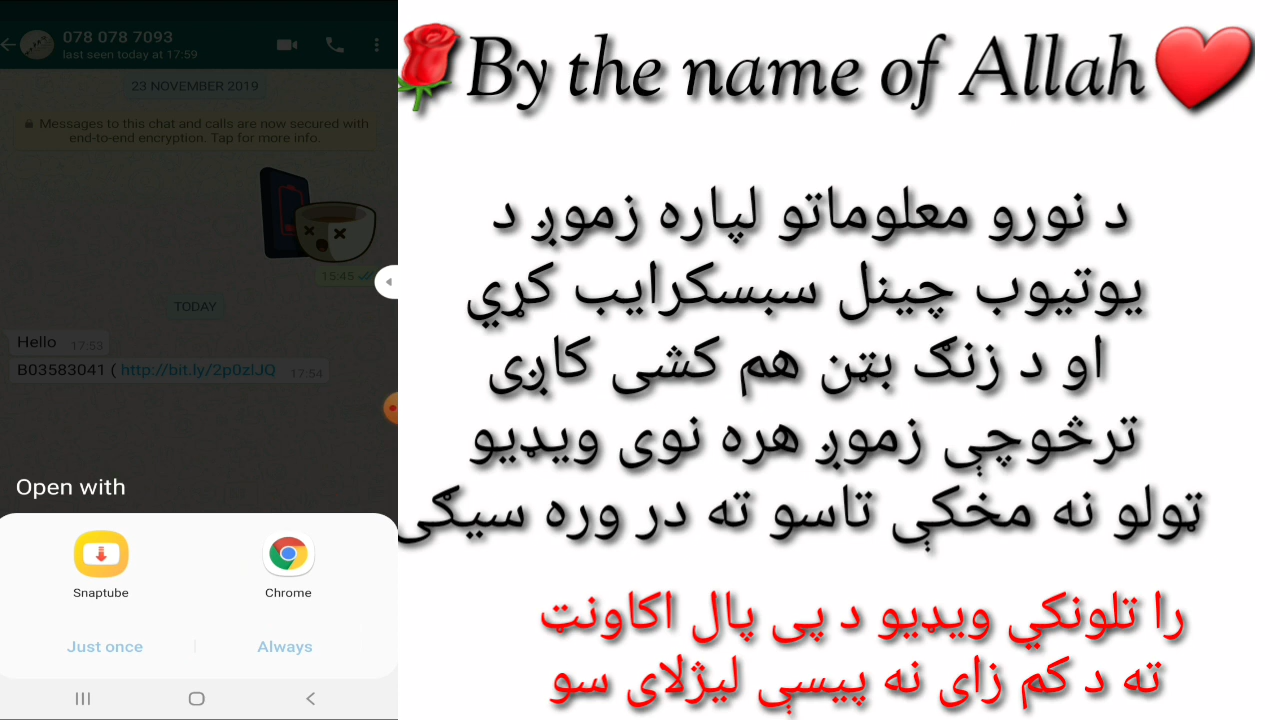 078 078 7093
last seen today at 17:59
23 NOVEMBER 2019
Messages to this chat and calls are now secured with
end-to-end encryption. Tap for more info.
15:45
TODAY
Hello 17:53
B03583041 ( http://bit.ly/2p0zlJQ 17:54
Open with
Snaptube Chrome
Just once Always
By the name of Allah
د نورو معلوماتو لپاره زموږ د
یوتیوب چینل سبسکرایب کړي
او د زنګ بټن هم کشی کاږی
ترڅوچې زموږ هره نوی ویډیو
ټولو نه مخکې تاسو ته در وره سیګی
را تلونکي ویډیو د پی پال اکاونټ
ته د کم زای نه پیسې لیژلای سو